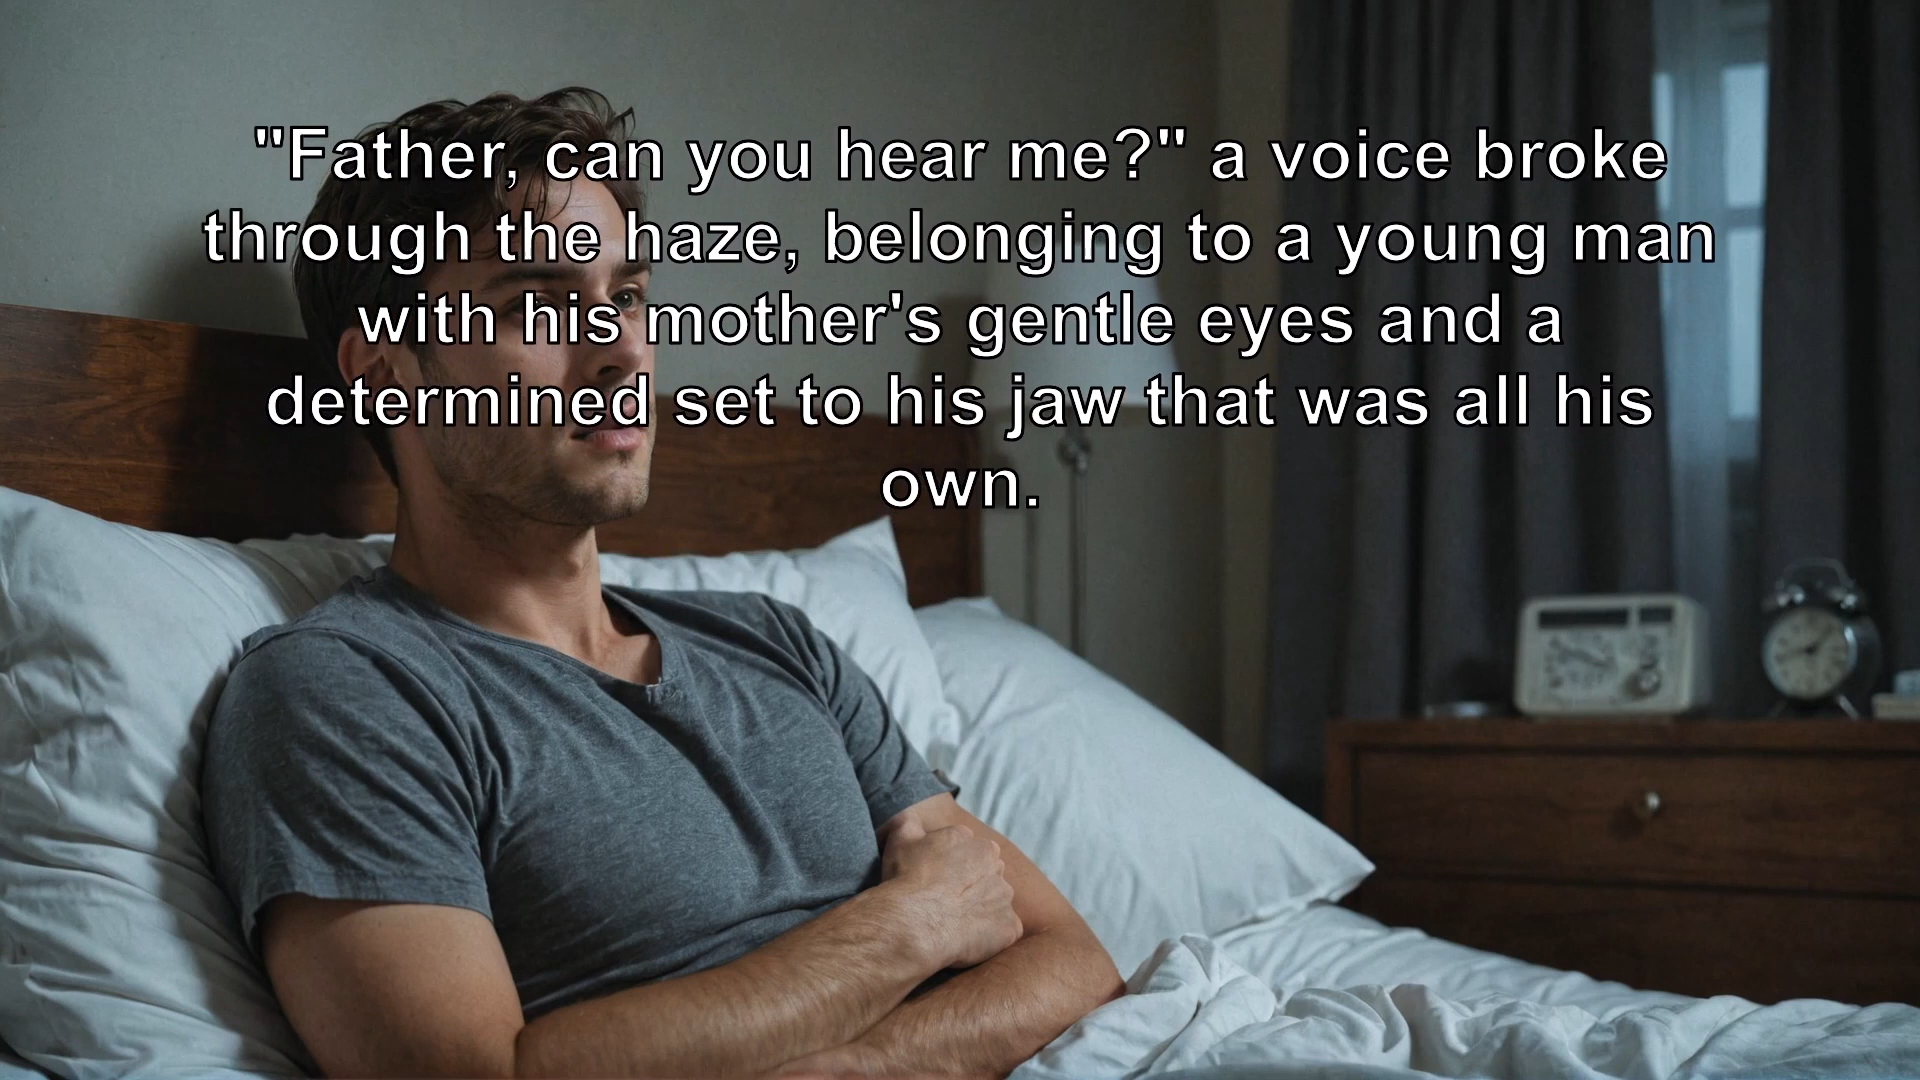 "Father, can you hear me?" a voice broke
through the haze, belonging to a young man
with his mother's gentle eyes and a
determined set to his jaw that was all his
own.